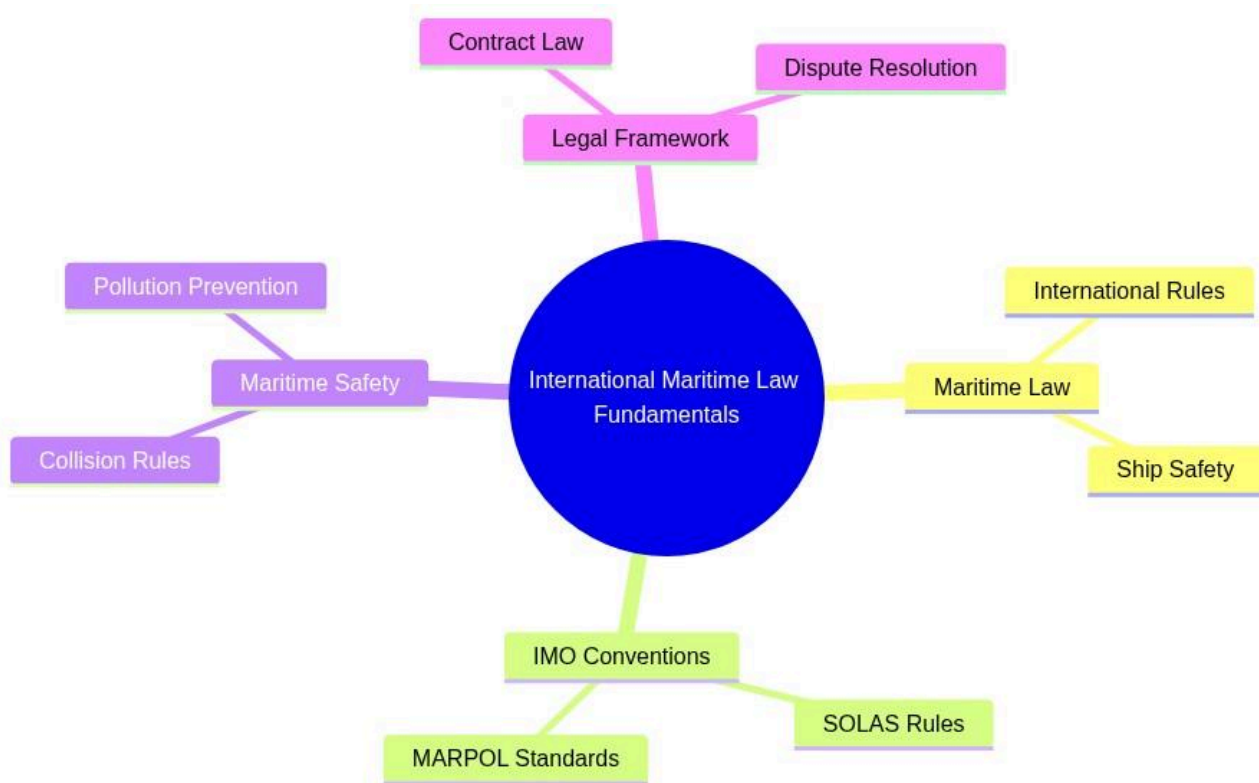 Contract Law
Dispute Resolution
Legal Framework
Pollution Prevention
International Rules
Maritime Safety
International Maritime Law
Fundamentals
Maritime Law
Collision Rules
Ship Safety
IMO Conventions
SOLAS Rules
MARPOL Standards